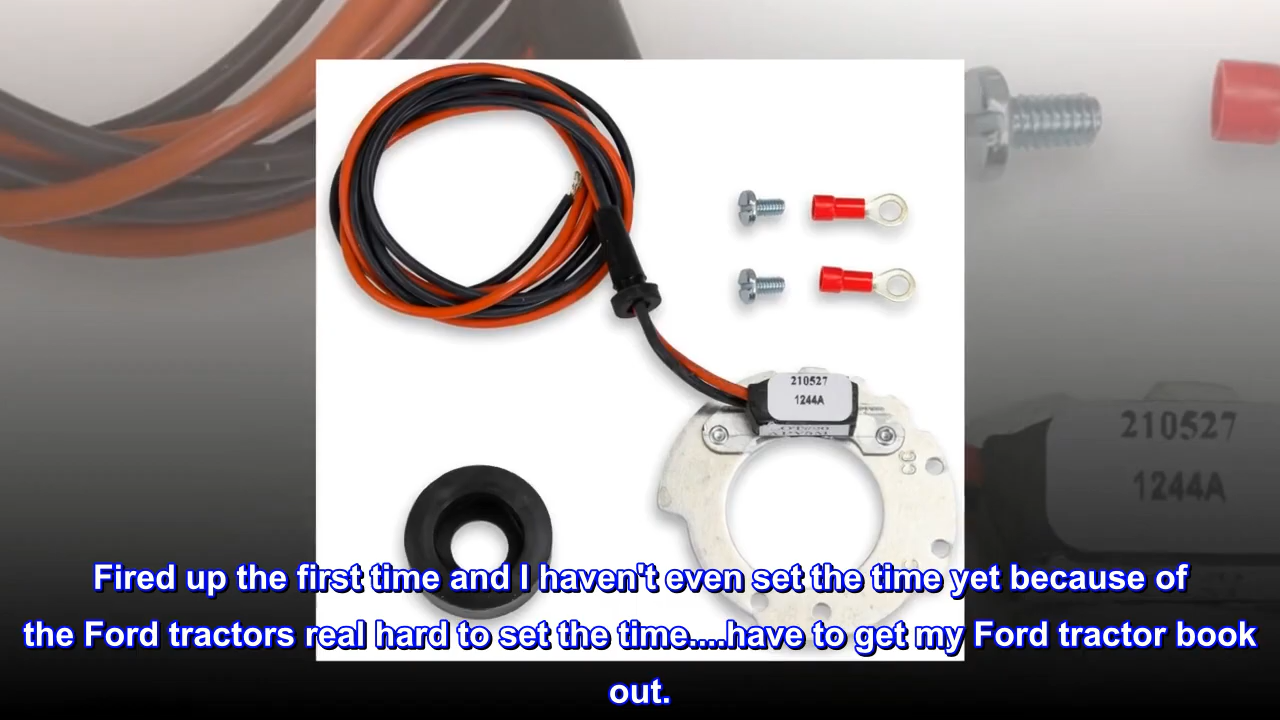 210527
1244A
CG
210527
1244A
Fired up the first time and I haven't even set the time yet because of
the Ford tractors real hard to set the time....have to get my Ford tractor book
out.